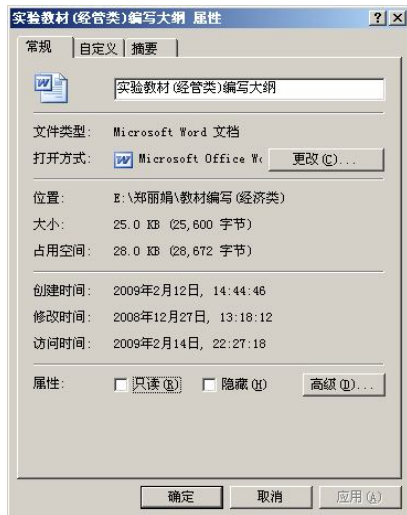 实验教材(经管类)编写大纲 属性
常规 自定义 摘要
实验教材(经管类)编写大纲
文件类型: Microsoft Word 文档
打开方式: Microsoft Office 更改(C)...
位置: E:\郑丽娟\教材编写(经济类)
大小: 25.0 KB (25,600 字节)
占用空间: 28.0 KB (28,672 字节)
创建时间: 2009年2月12日, 14:44:46
修改时间: 2008年12月27日, 13:18:12
访问时间: 2009年2月14日, 22:27:18
属性: 只读(R) 隐藏(H) 高级(D)...
确定 取消 应用(A)